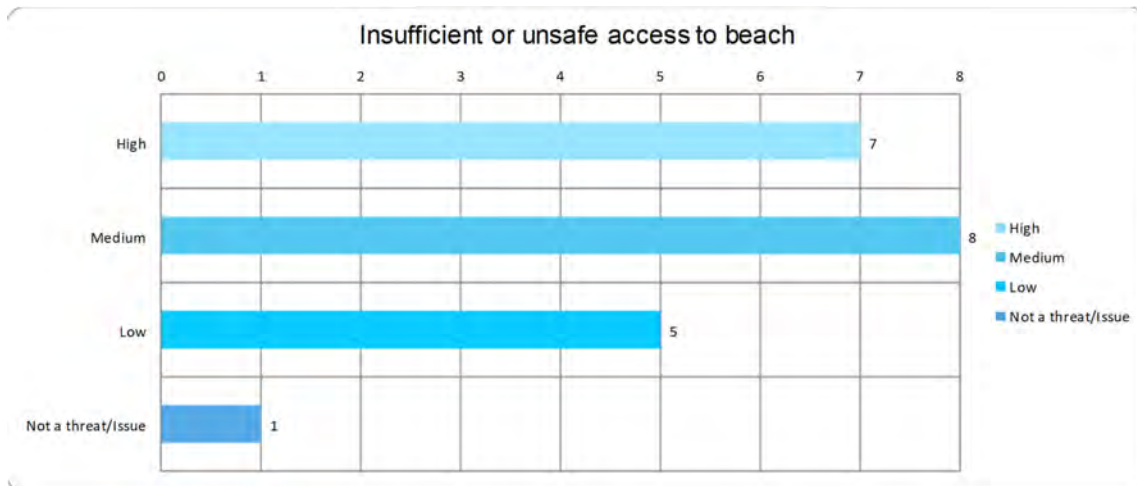 Insufficient or unsafe access to beach
0 1 2 3 4 5 6 7 8
High 7
Medium 8
Low 5
Not a threat/Issue 1
High
Medium
Low
Not a threat/Issue